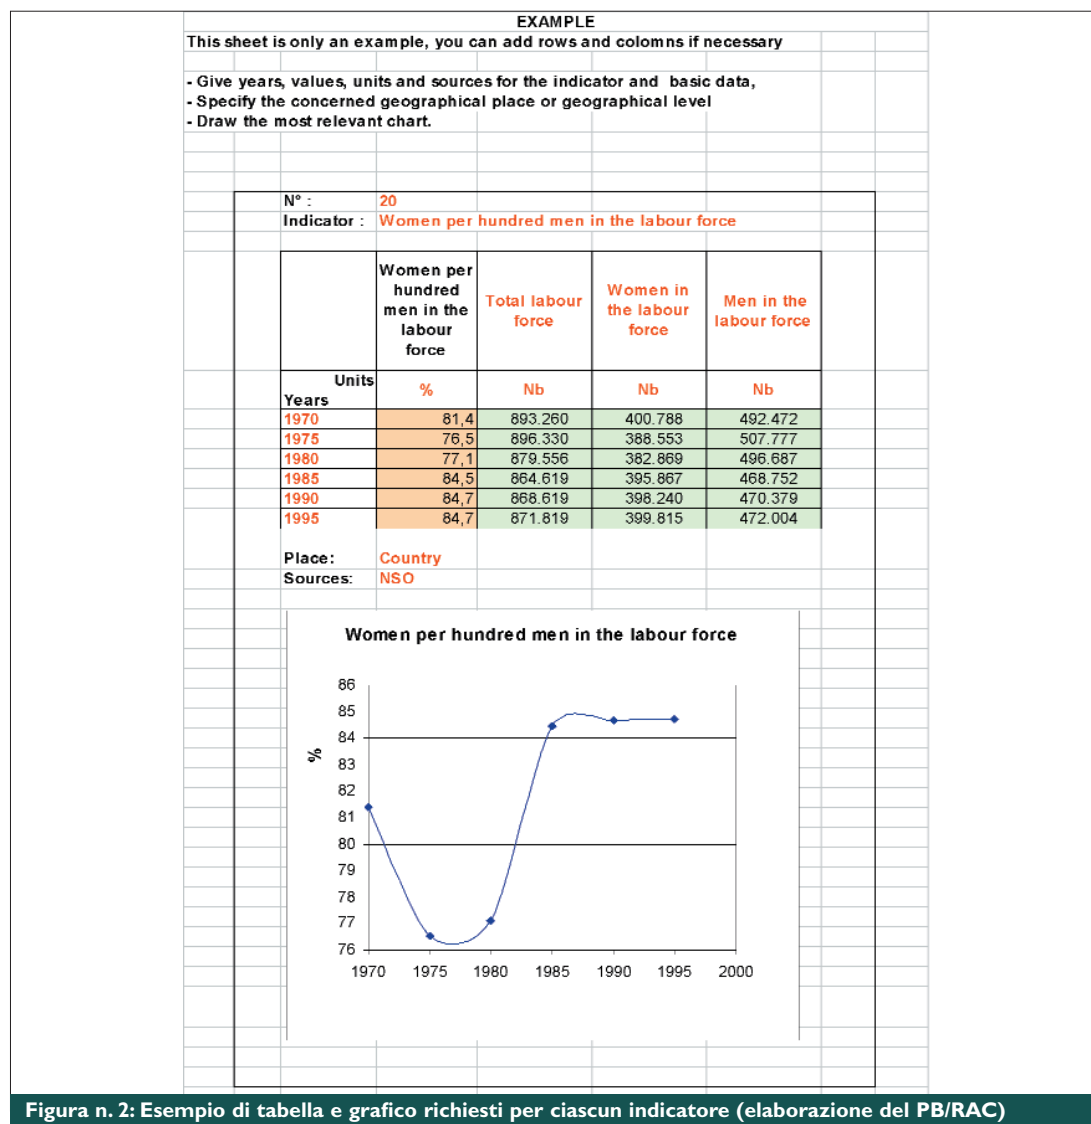 EXAMPLE
This sheet is only an example, you can add rows and colomns if necessary
- Give years, values, units and sources for the indicator and basic data,
- Specify the concerned geographical place or geographical level
- Draw the most relevant chart.
N° : 20
Indicator : Women per hundred men in the labour force
Women per
hundred
men in the
labour
force
Total labour
force
Women in
the labour
force
Men in the
labour force
Units
Years
% Nb Nb Nb
1970 81,4 893.260 400.788 492.472
1975 76,5 896.330 388.553 507.777
1980 77,1 879.556 382.869 496.687
1985 84,5 864.619 395.867 468.752
1990 84,7 868.619 398.240 470.379
1995 84,7 871.819 399.815 472.004
Place: Country
Sources: NSO
Women per hundred men in the labour force
86
85
84
83
82
81
80
79
78
77
76
%
1970 1975 1980 1985 1990 1995 2000
Figura n. 2: Esempio di tabella e grafico richiesti per ciascun indicatore (elaborazione del PB/RAC)